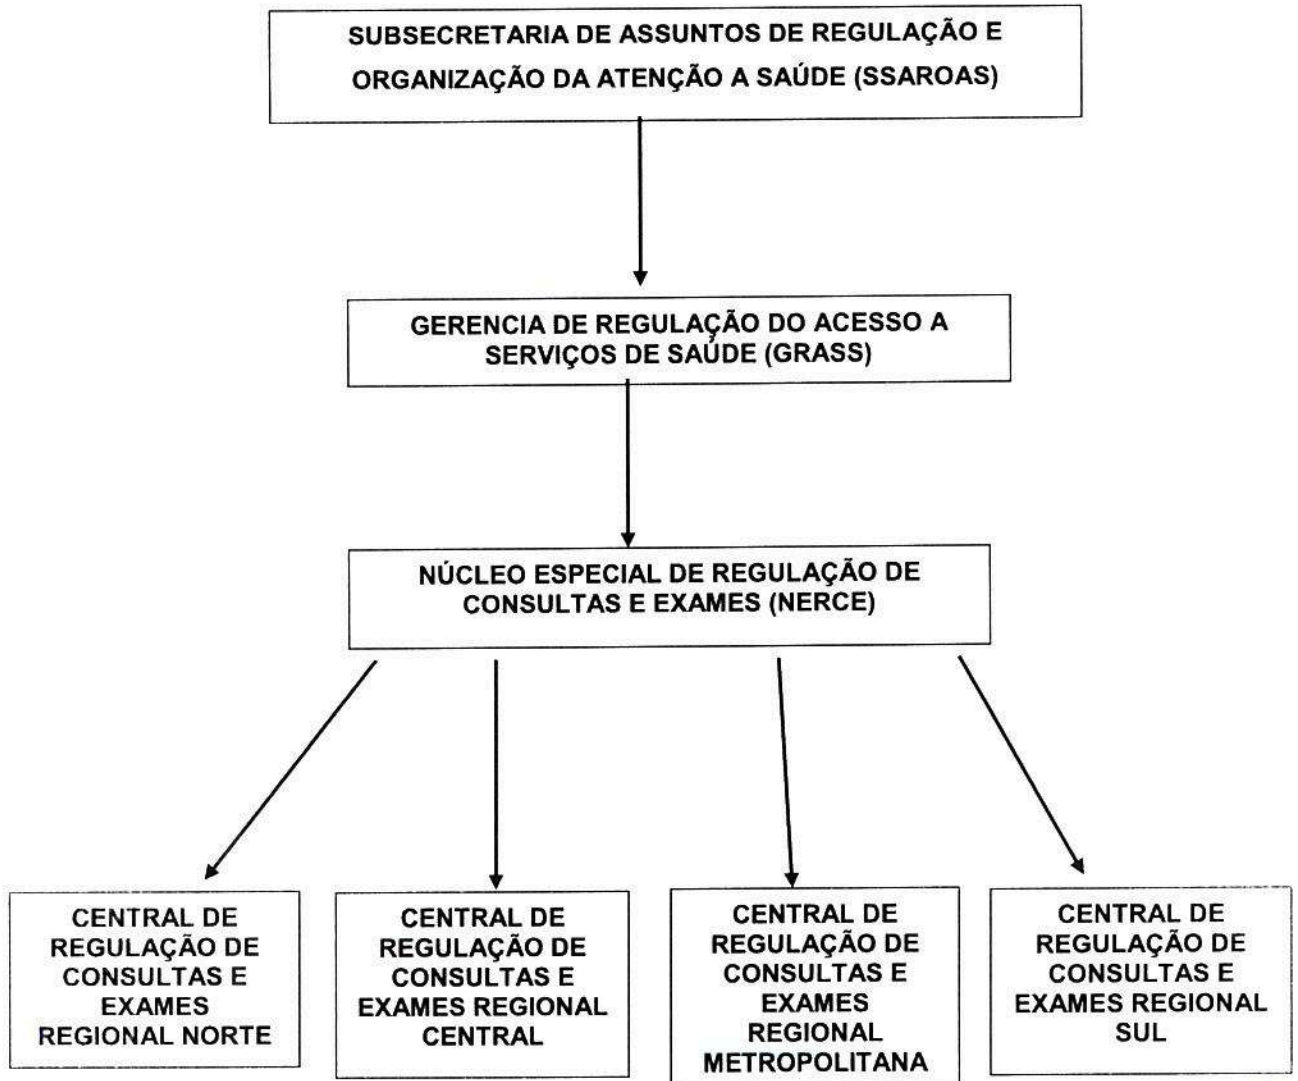 SUBSECRETARIA DE ASSUNTOS DE REGULAÇÃO E
ORGANIZAÇÃO DA ATENÇÃO A SAÚDE (SSAROAS)
GERENCIA DE REGULAÇÃO DO ACESSO A
SERVIÇOS DE SAÚDE (GRASS)
NÚCLEO ESPECIAL DE REGULAÇÃO DE
CONSULTAS E EXAMES (NERCE)
CENTRAL DE
REGULAÇÃO DE
CONSULTAS E
EXAMES
REGIONAL NORTE
CENTRAL DE
REGULAÇÃO DE
CONSULTAS E
EXAMES REGIONAL
CENTRAL
CENTRAL DE
REGULAÇÃO DE
CONSULTAS E
EXAMES
REGIONAL
METROPOLITANA
CENTRAL DE
REGULAÇÃO DE
CONSULTAS E
EXAMES REGIONAL
SUL